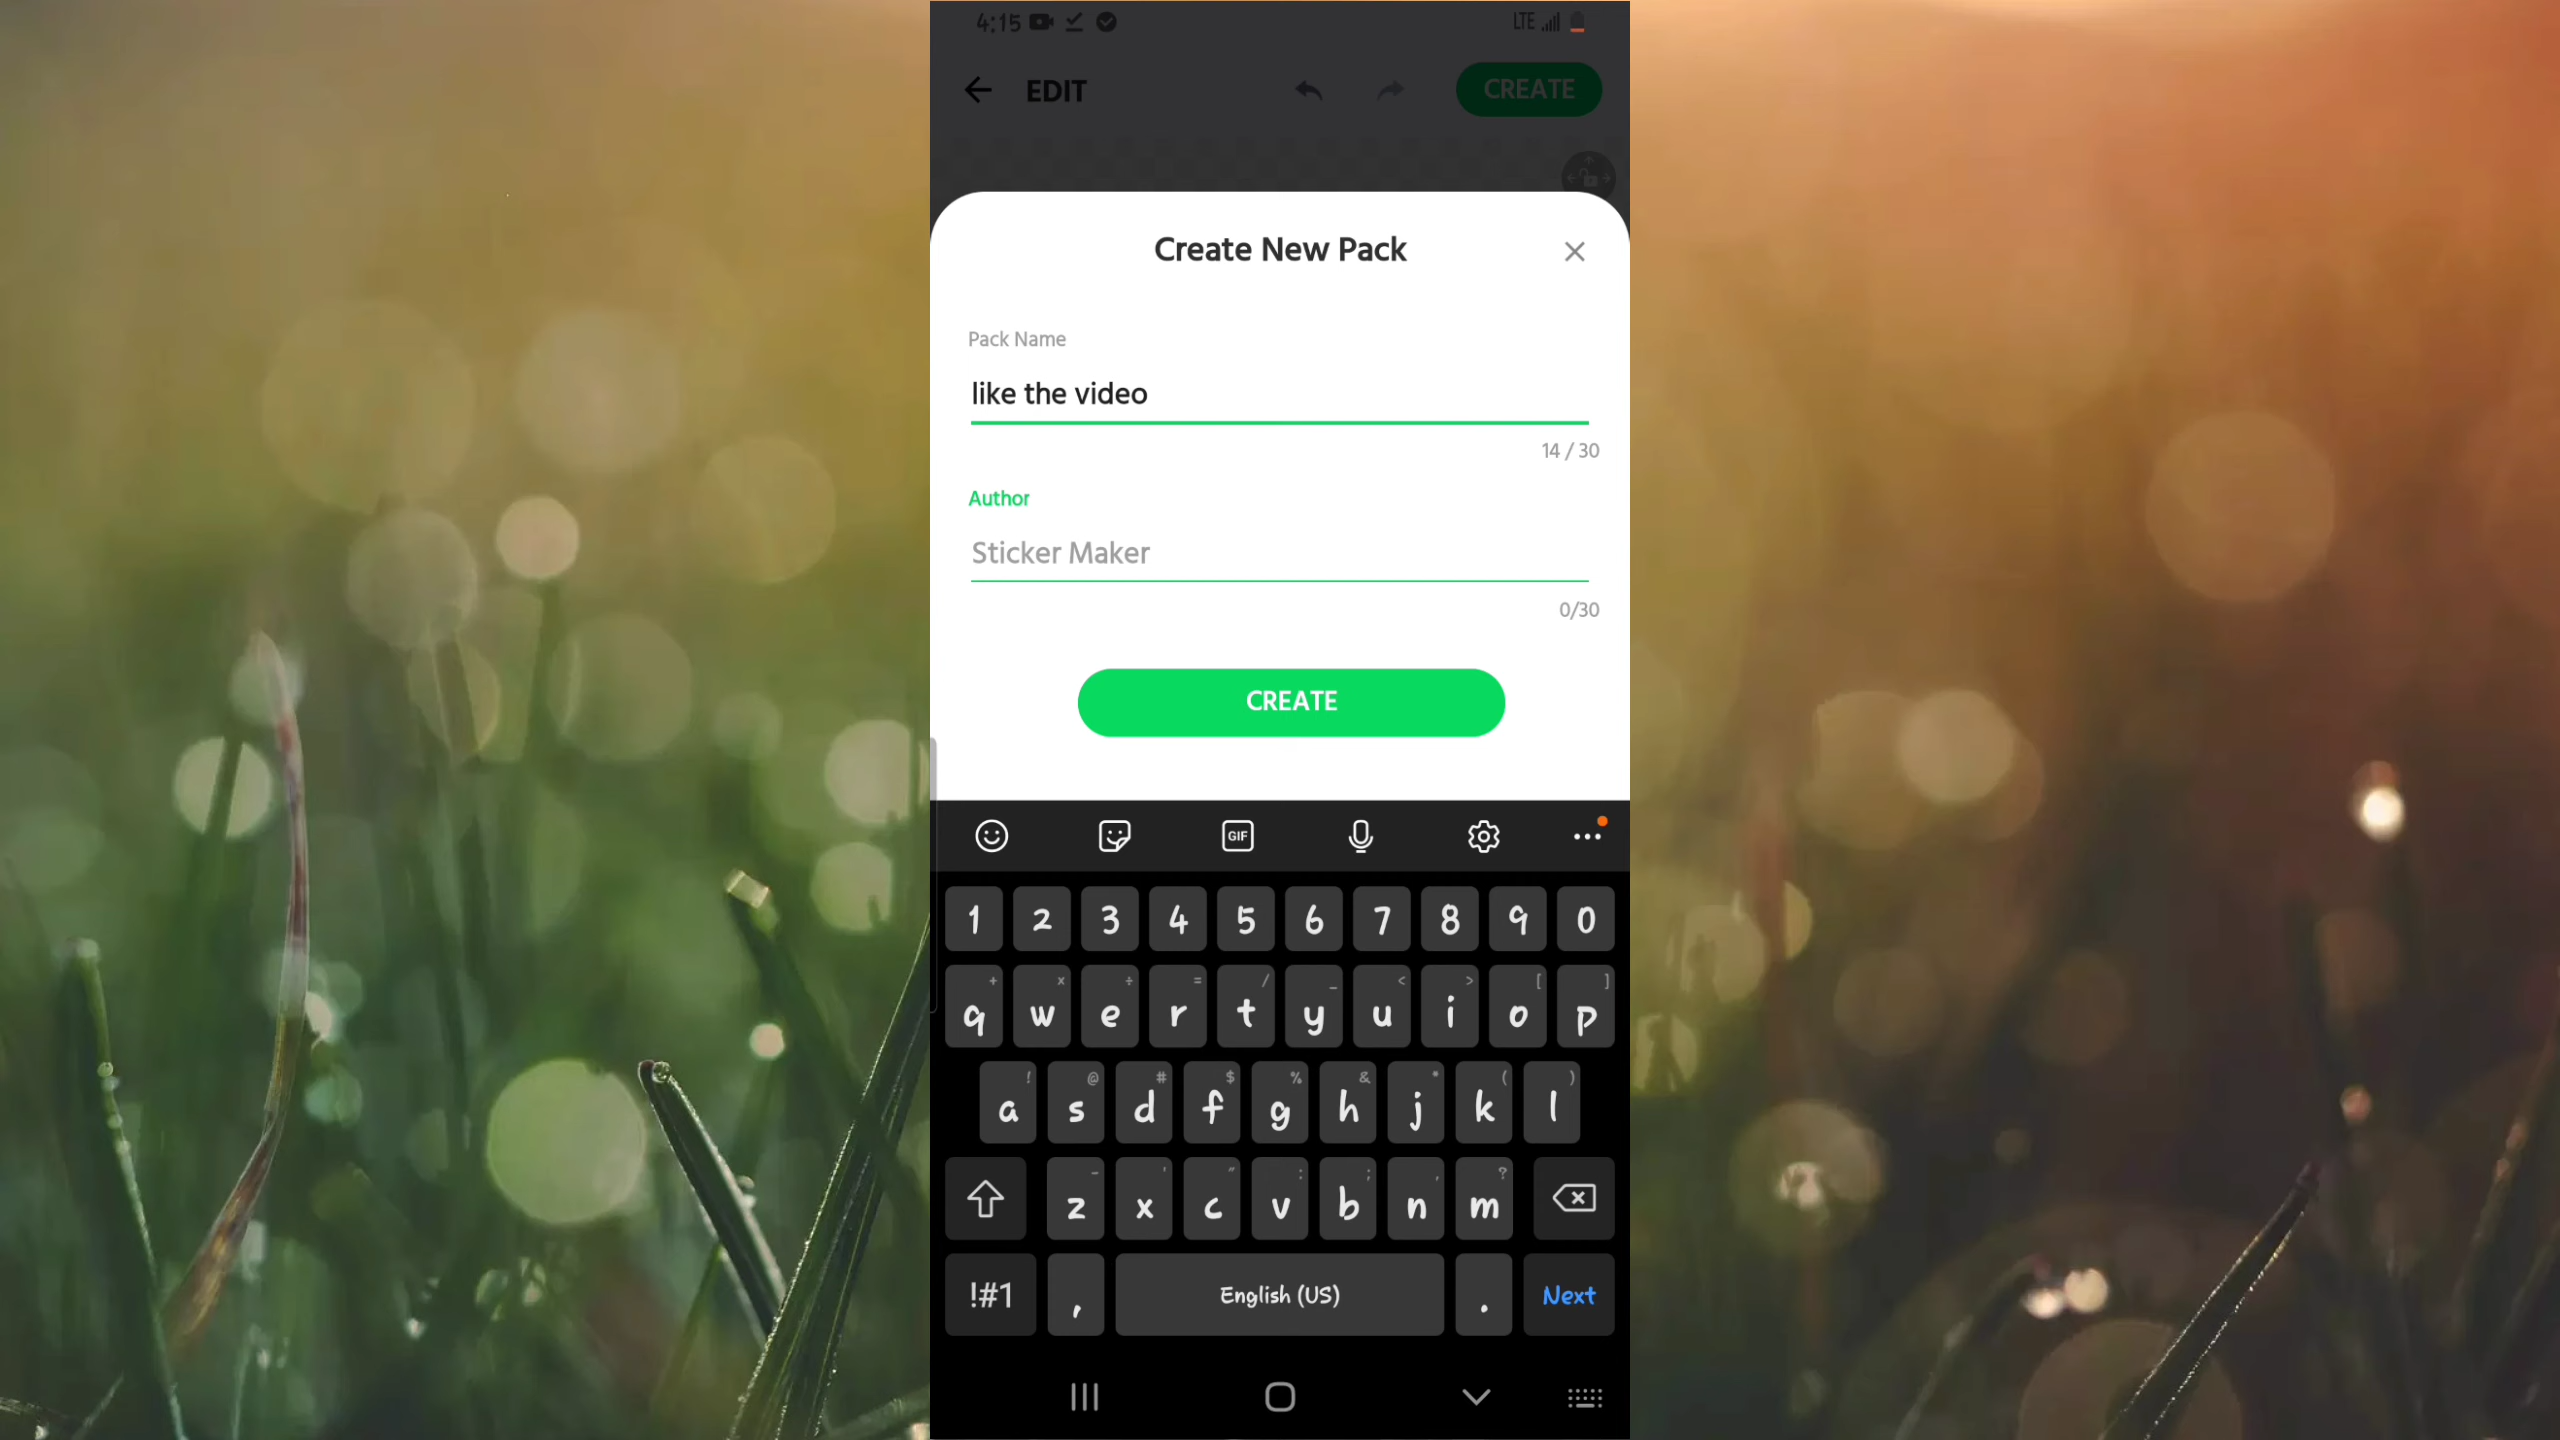 4:15
LTE
EDIT
CREATE
Create New Pack
Pack Name
like the video
14 / 30
Author
Sticker Maker
0/30
CREATE
GIF
1 2 3 4 5 6 7 8 9 0
+ × ÷ = / _ < > [ ]
q w e r t y u i o p
! @ # $ % & * ( )
a s d f g h j k l
- ' " : ; , ?
z x c v b n m
!#1 , English (US) . Next